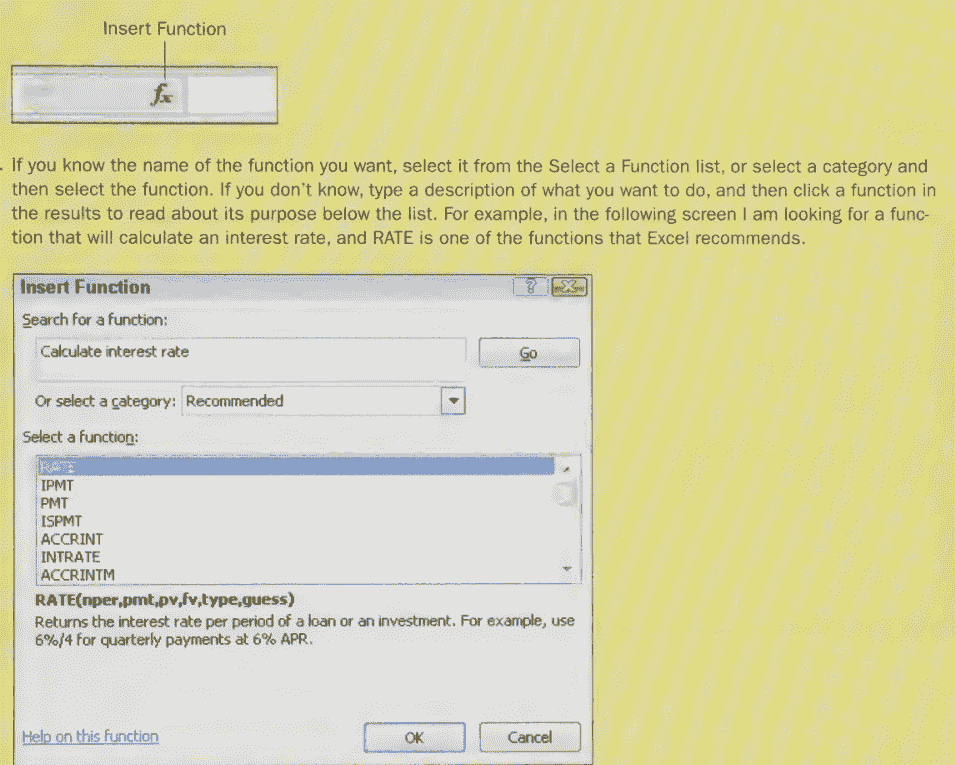 Insert Function
fx
. If you know the name of the function you want, select it from the Select a Function list, or select a category and
then select the function. If you don't know, type a description of what you want to do, and then click a function in
the results to read about its purpose below the list. For example, in the following screen I am looking for a func-
tion that will calculate an interest rate, and RATE is one of the functions that Excel recommends.
Insert Function
?
Search for a function:
Calculate interest rate
Go
Or select a category: Recommended
Select a function:
RATE
IPMT
PMT
ISPMT
ACCRINT
INTRATE
ACCRINTM
RATE(nper,pmt,pv,fv,type,guess)
Returns the interest rate per period of a loan or an investment. For example, use
6%/4 for quarterly payments at 6% APR.
Help on this function
OK
Cancel